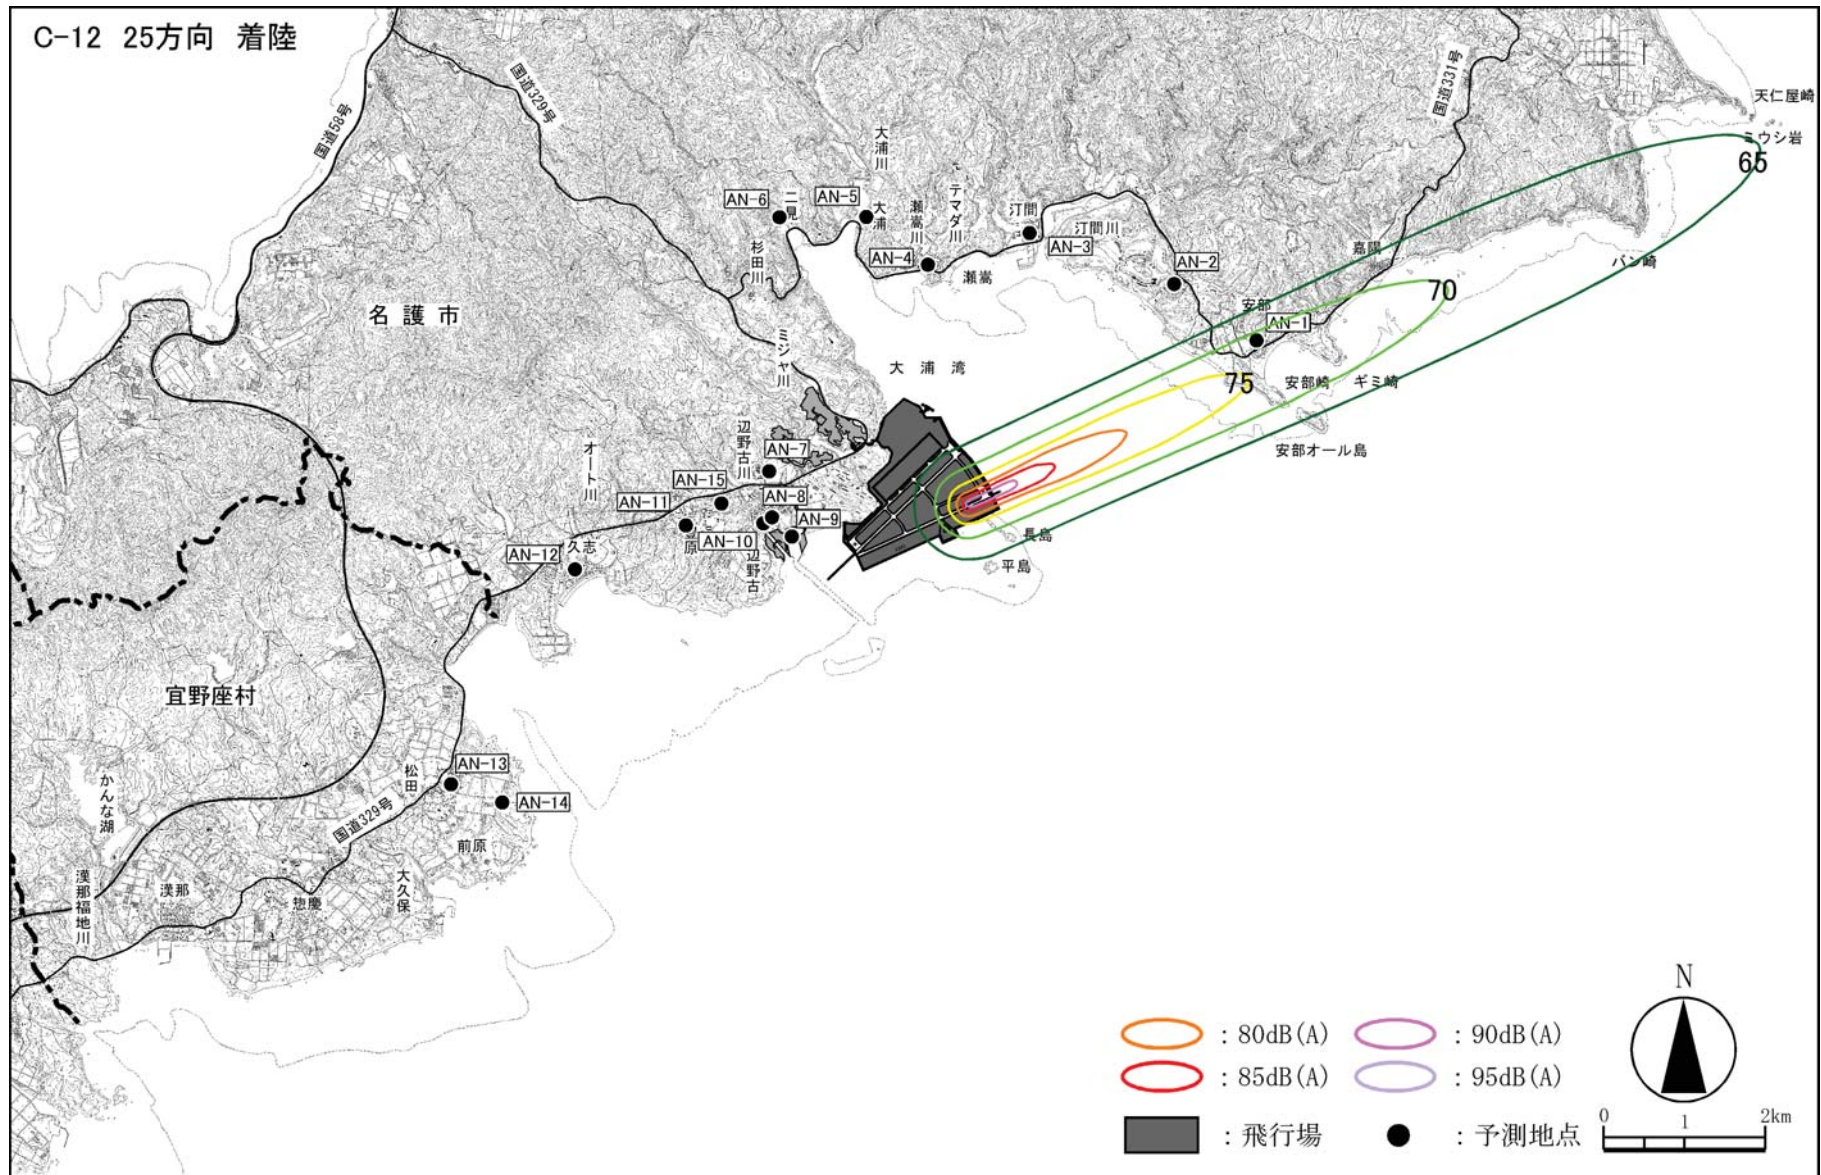 C-12 25方向 着陸
国道58号
国道329号
国道331号
天仁屋崎
ミウシ岩
65
大浦川
テマダ川
瀬嵩川
AN-6
二見
AN-5
大浦
汀間
汀間川
AN-3
AN-4
瀬嵩
杉田川
AN-2
嘉陽
バン崎
70
安部
AN-1
名護市
ミジャ川
大浦湾
75
安部崎
ギミ崎
安部オール島
辺野古川
AN-7
オート川
AN-15
AN-11
AN-8
AN-9
AN-10
原
辺野古
長島
平島
AN-12
久志
宜野座村
かんな湖
松田
AN-13
AN-14
国道329号
前原
大久保
漢那
惣慶
漢那福地川
N
: 80dB(A)
: 90dB(A)
: 85dB(A)
: 95dB(A)
: 飛行場
: 予測地点
0 1 2km